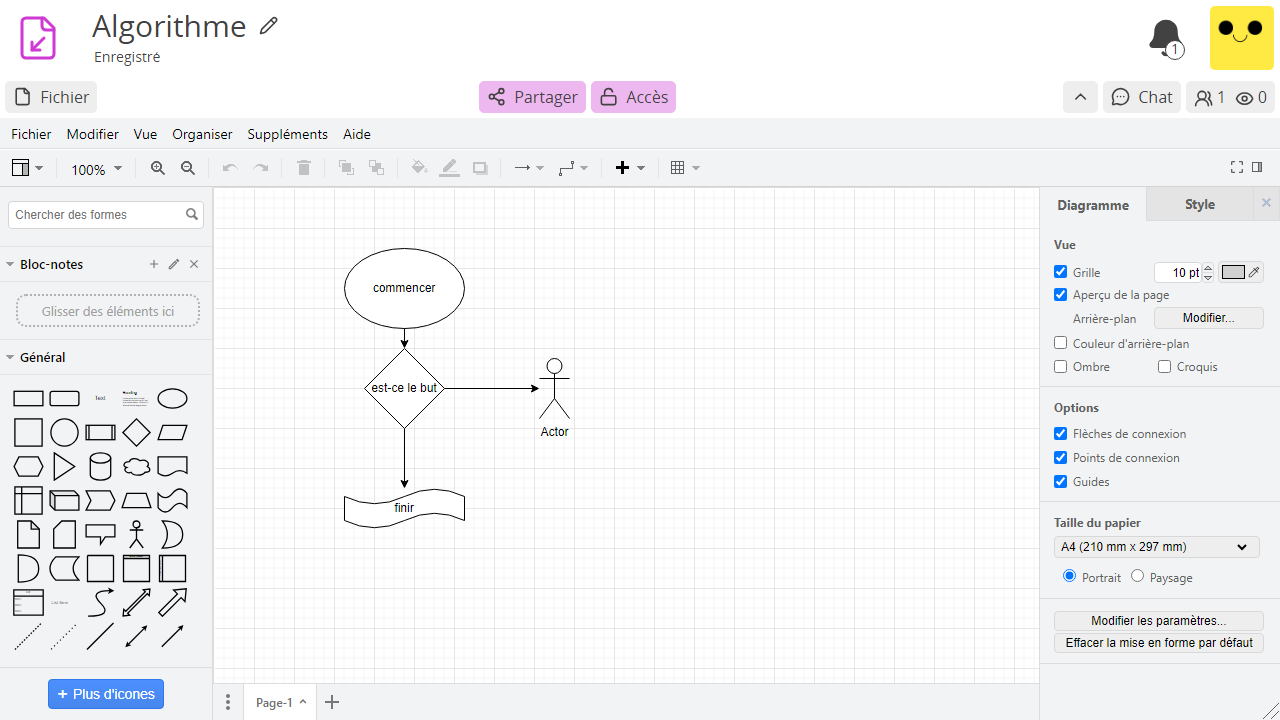 Algorithme
Enregistré
1
Fichier
Partager
Accès
Chat
1
0
Fichier Modifier Vue Organiser Suppléments Aide
100%
Chercher des formes
Bloc-notes
Glisser des éléments ici
Général
Text
Heading
List Item
+ Plus d'icones
commencer
est-ce le but
Actor
finir
Page-1
Diagramme
Style
Vue
Grille
10 pt
Aperçu de la page
Arrière-plan
Modifier...
Couleur d'arrière-plan
Ombre
Croquis
Options
Flèches de connexion
Points de connexion
Guides
Taille du papier
A4 (210 mm x 297 mm)
Portrait
Paysage
Modifier les paramètres...
Effacer la mise en forme par défaut